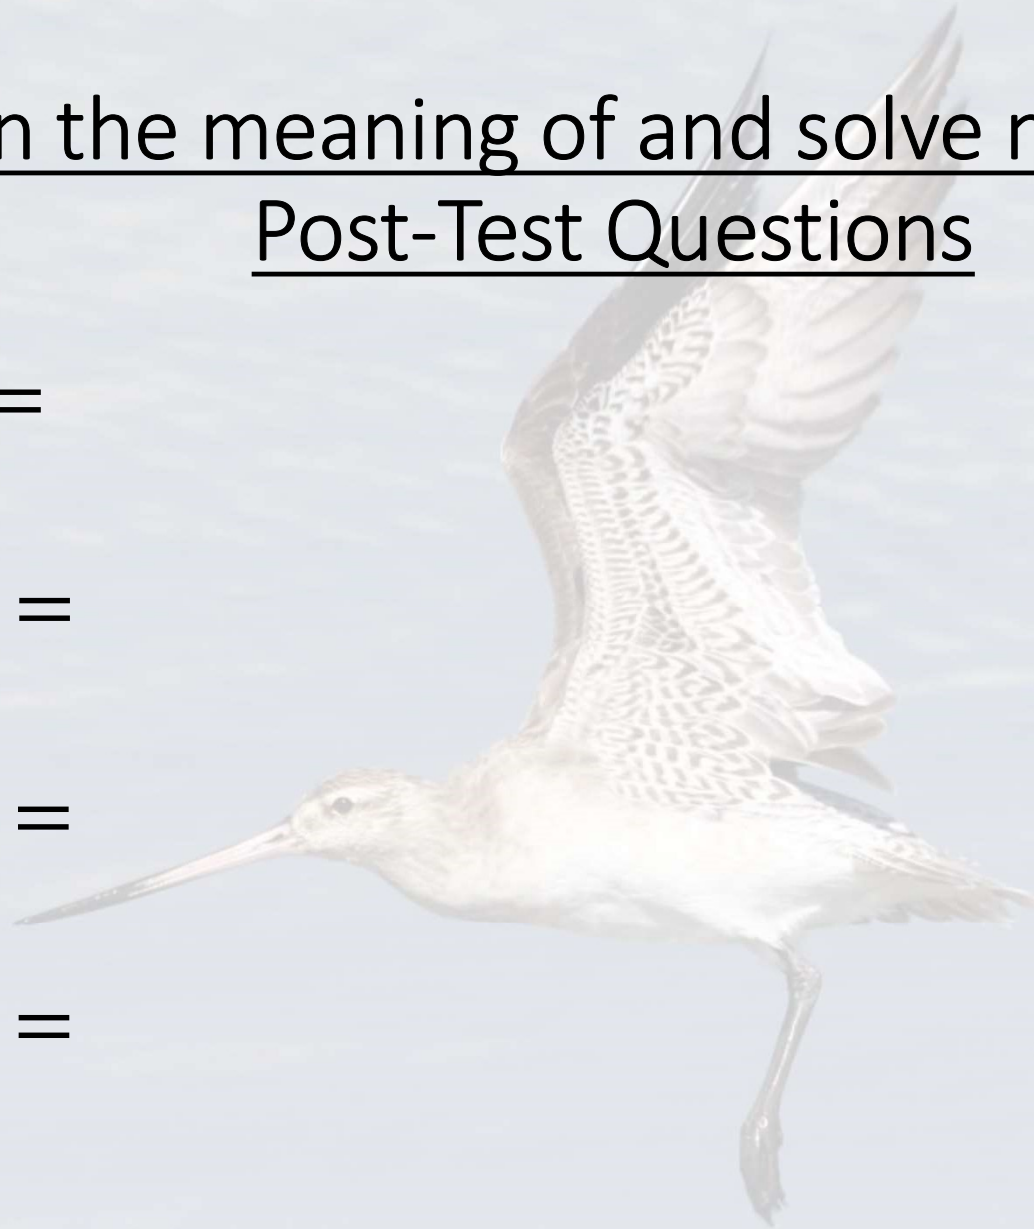 n the meaning of and solve
Post-Test Questions
=
=
=
=